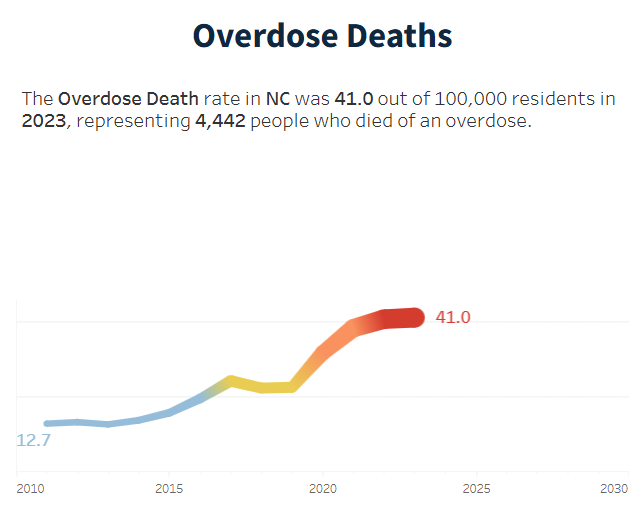 Overdose Deaths
The Overdose Death rate in NC was 41.0 out of 100,000 residents in
2023, representing 4,442 people who died of an overdose.
41.0
12.7
2010 2015 2020 2025 2030